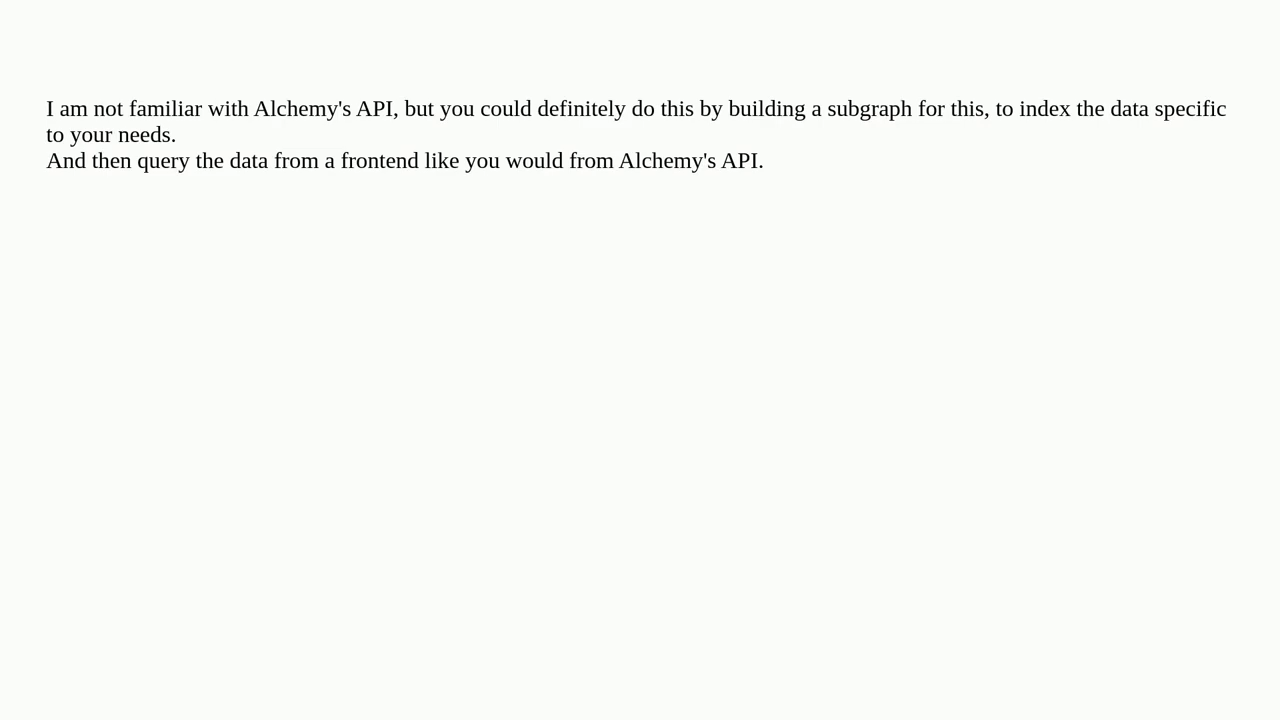 I am not familiar with Alchemy's API, but you could definitely do this by building a subgraph for this, to index the data specific
to your needs.
And then query the data from a frontend like you would from Alchemy's API.